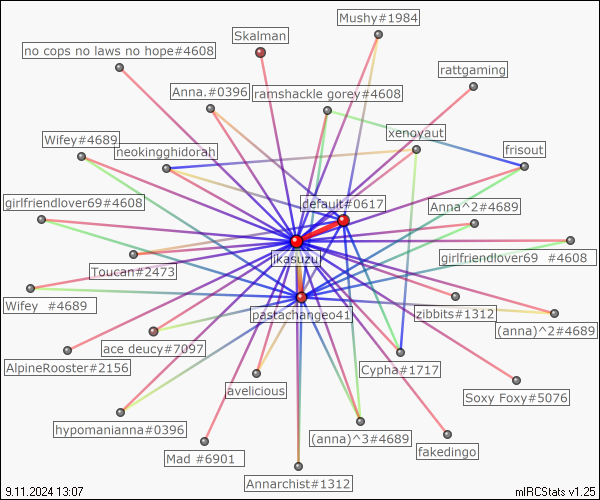 Mushy#1984
Skalman
no cops no laws no hope#4608
rattgaming
Anna.#0396
ramshackle gorey#4608
xenoyaut
Wifey#4689
neokingghidorah
frisout
girlfriendlover69#4608
default#0617
Anna^2#4689
jkasuzu
girlfriendlover69 #4608
Toucan#2473
Wifey #4689
pastachangeo41
zibbits#1312
(anna)^2#4689
ace deucy#7097
AlpineRooster#2156
Cypha#1717
avelicious
Soxy Foxy#5076
hypomanianna#0396
(anna)^3#4689
Mad #6901
fakedingo
Annarchist#1312
9.11.2024 13:07
mIRCStats v1.25